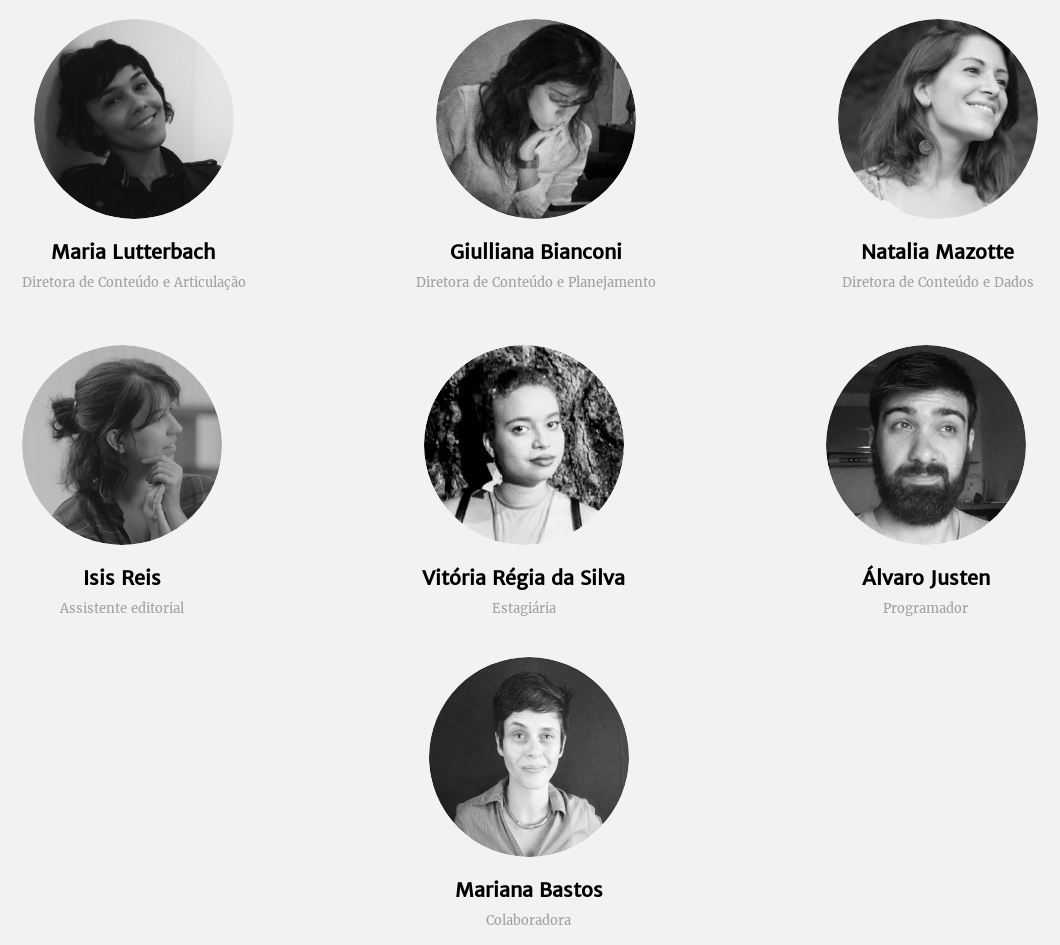 Maria Lutterbach
Diretora de Conteúdo e Articulação
Giulliana Bianconi
Diretora de Conteúdo e Planejamento
Natalia Mazotte
Diretora de Conteúdo e Dados
Isis Reis
Assistente editorial
Vitória Régia da Silva
Estagiária
Álvaro Justen
Programador
Mariana Bastos
Colaboradora